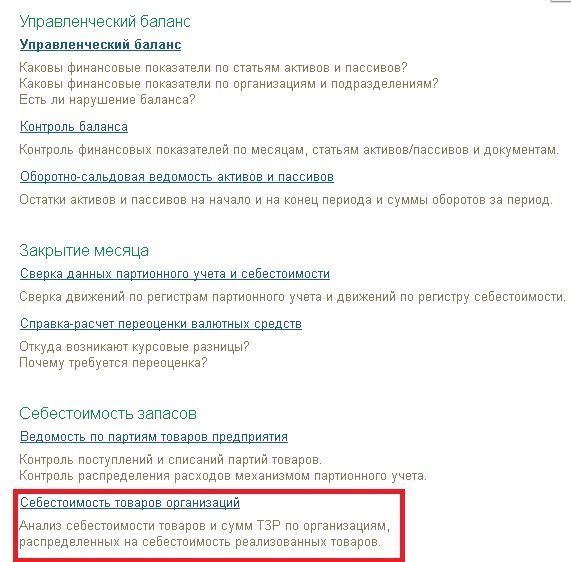 Управленческий баланс
Управленческий баланс
Каковы финансовые показатели по статьям активов и пассивов?
Каковы финансовые показатели по организациям и подразделениям?
Есть ли нарушение баланса?
Контроль баланса
Контроль финансовых показателей по месяцам, статьям активов/пассивов и документам.
Оборотно-сальдовая ведомость активов и пассивов
Остатки активов и пассивов на начало и на конец периода и суммы оборотов за период.
Закрытие месяца
Сверка данных партионного учета и себестоимости
Сверка движений по регистрам партионного учета и движений по регистру себестоимости.
Справка-расчет переоценки валютных средств
Откуда возникают курсовые разницы?
Почему требуется переоценка?
Себестоимость запасов
Ведомость по партиям товаров предприятия
Контроль поступлений и списаний партий товаров.
Контроль распределения расходов механизмом партионного учета.
Себестоимость товаров организаций
Анализ себестоимости товаров и сумм ТЗР по организациям,
распределенных на себестоимость реализованных товаров.